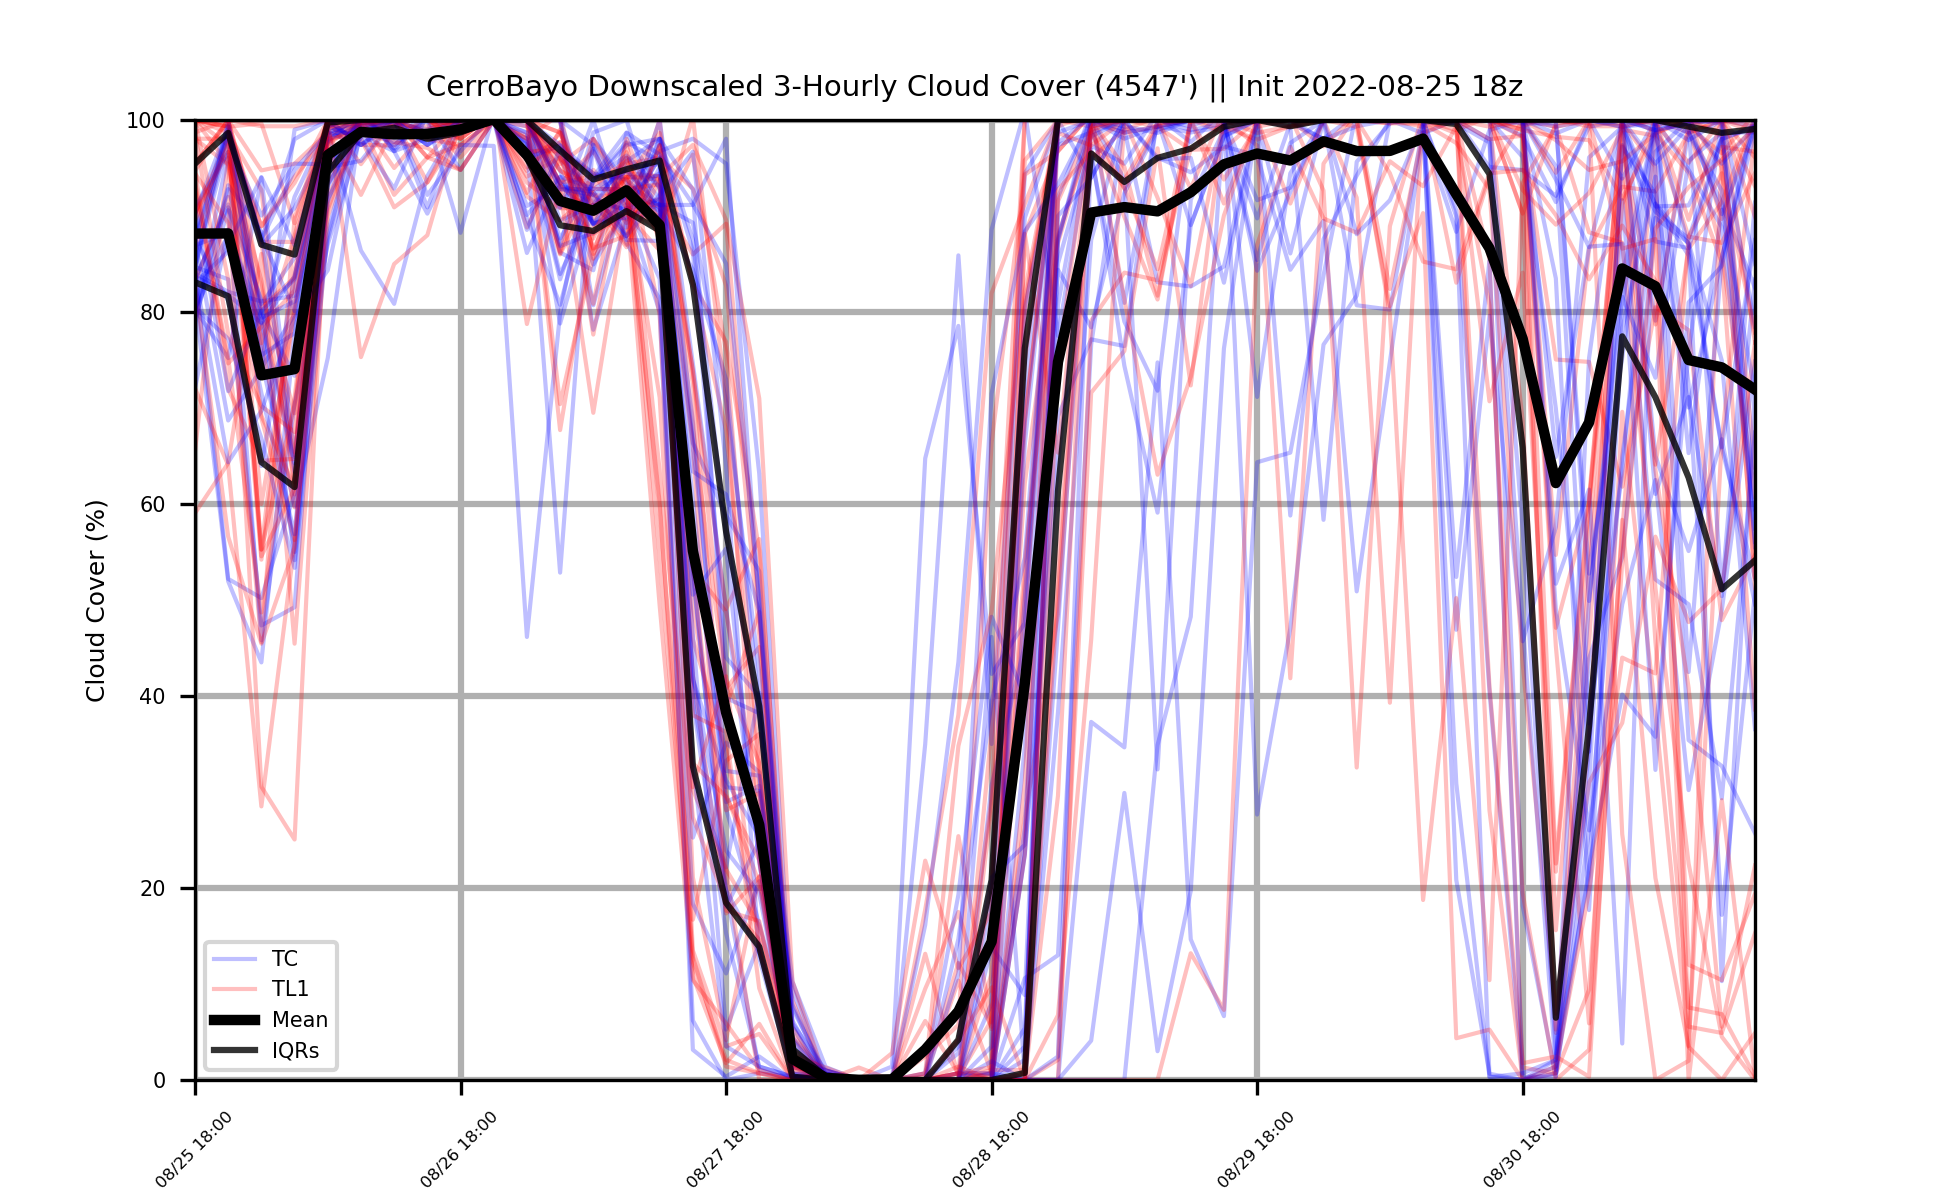 CerroBayo Downscaled 3-Hourly Cloud Cover (4547') || Init 2022-08-25 18z
Cloud Cover (%)
100
80
60
40
20
0
TC
TL1
Mean
IQRs
08/25 18:00
08/26 18:00
08/27 18:00
08/28 18:00
08/29 18:00
08/30 18:00